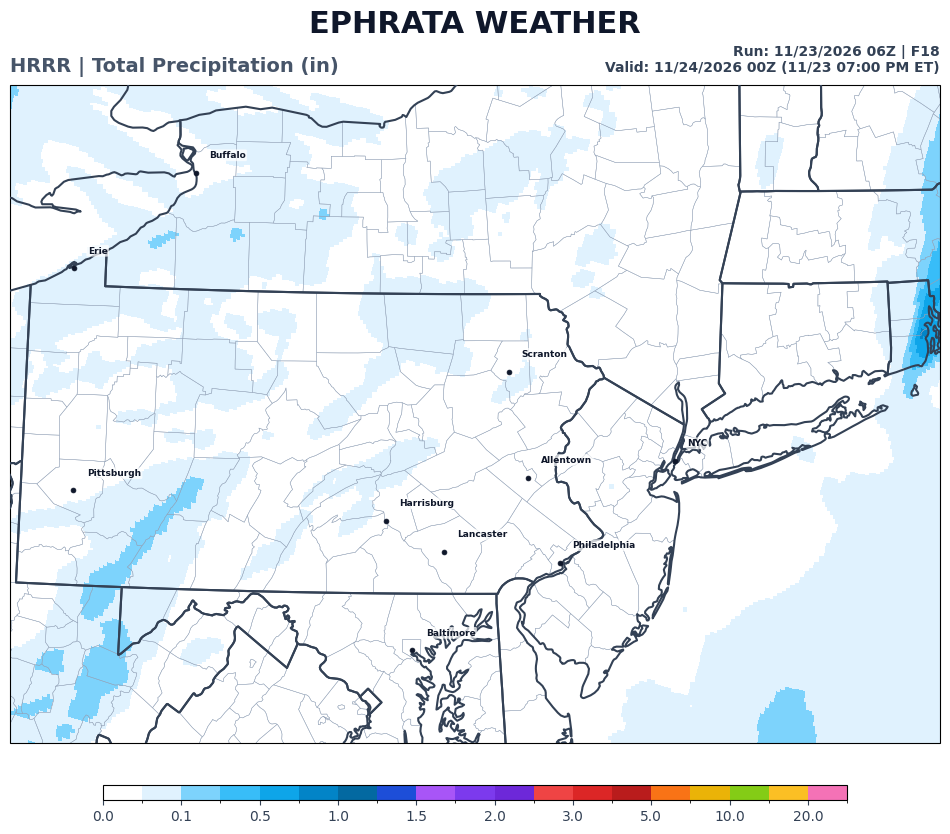 EPHRATA WEATHER
HRRR | Total Precipitation (in)
Run: 11/23/2026 06Z | F18
Valid: 11/24/2026 00Z (11/23 07:00 PM ET)
Buffalo
Erie
Scranton
NYC
Allentown
Pittsburgh
Harrisburg
Lancaster
Philadelphia
Baltimore
0.0 0.1 0.5 1.0 1.5 2.0 3.0 5.0 10.0 20.0